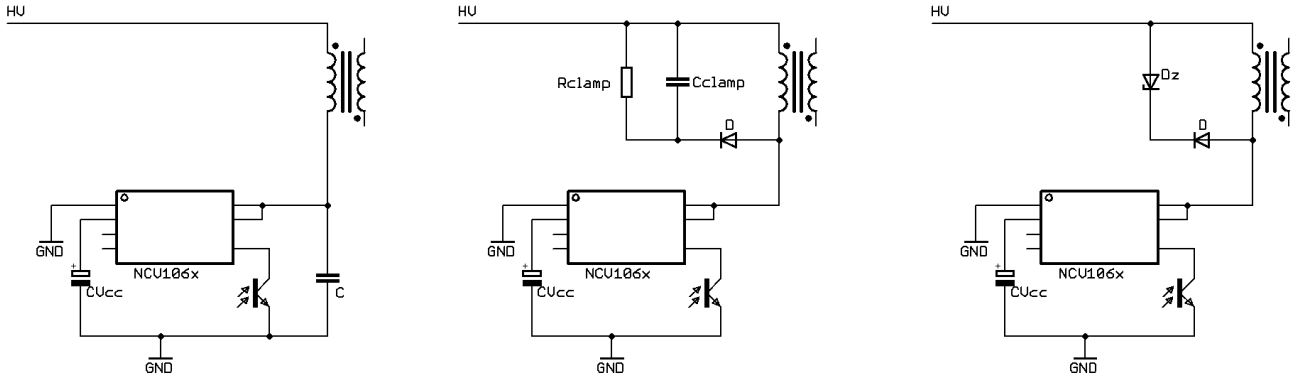 HV
GND
CVcc
+
NCV106x
C
GND
HV
Rclamp
Cclamp
D
GND
CVcc
+
NCV106x
GND
HV
Dz
D
GND
CVcc
+
NCV106x
GND